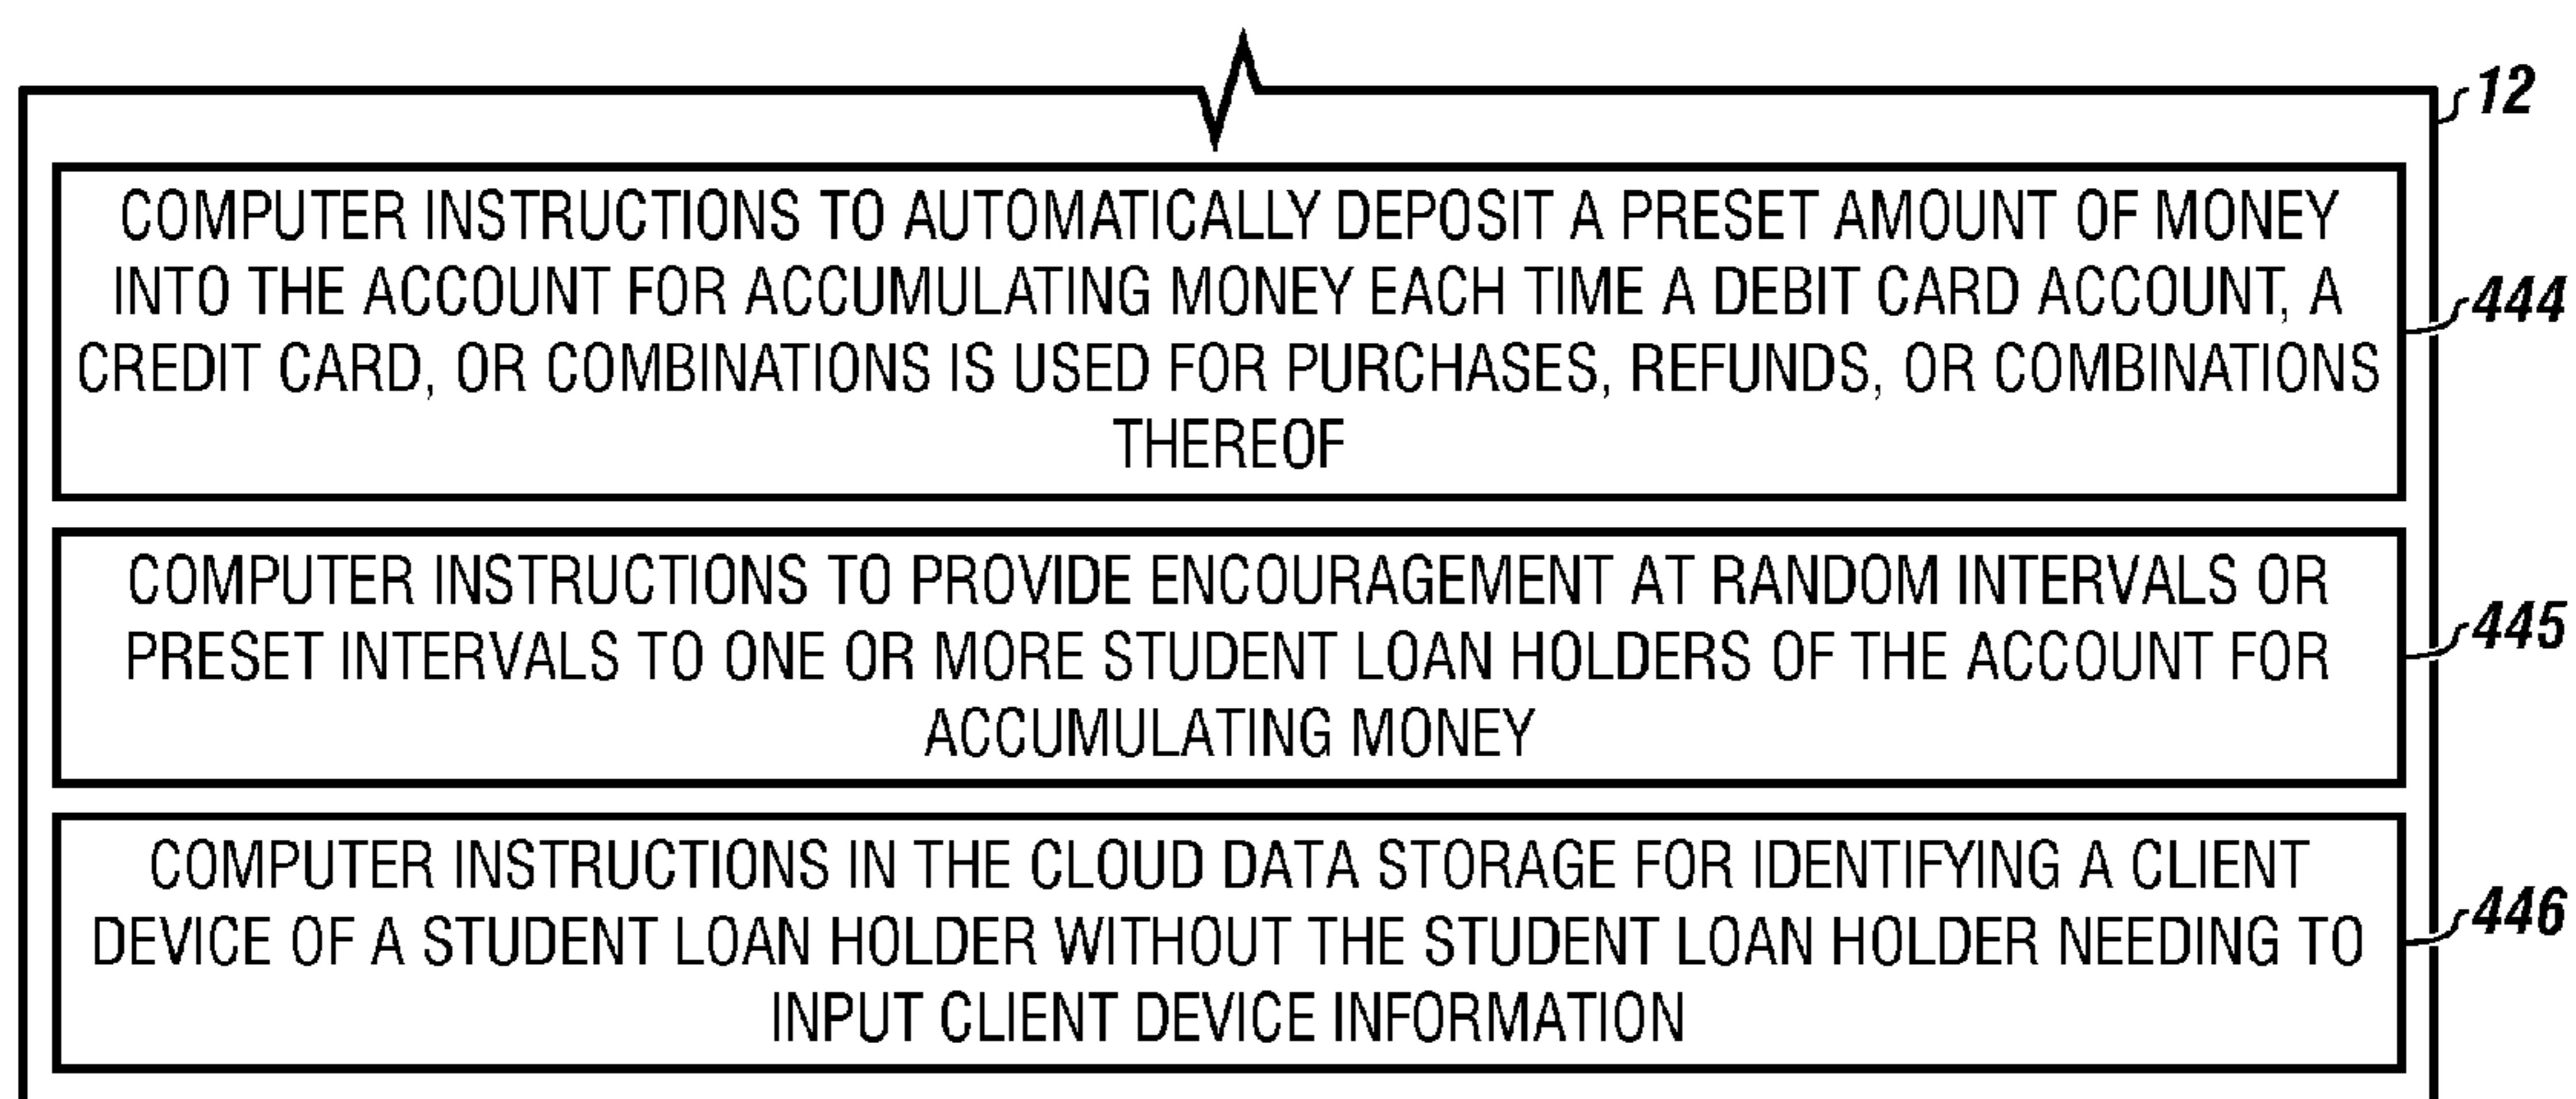 12
COMPUTER INSTRUCTIONS TO AUTOMATICALLY DEPOSIT A PRESET AMOUNT OF MONEY
INTO THE ACCOUNT FOR ACCUMULATING MONEY EACH TIME A DEBIT CARD ACCOUNT, A
CREDIT CARD, OR COMBINATIONS IS USED FOR PURCHASES, REFUNDS, OR COMBINATIONS
THEREOF
444
COMPUTER INSTRUCTIONS TO PROVIDE ENCOURAGEMENT AT RANDOM INTERVALS OR
PRESET INTERVALS TO ONE OR MORE STUDENT LOAN HOLDERS OF THE ACCOUNT FOR
ACCUMULATING MONEY
445
COMPUTER INSTRUCTIONS IN THE CLOUD DATA STORAGE FOR IDENTIFYING A CLIENT
DEVICE OF A STUDENT LOAN HOLDER WITHOUT THE STUDENT LOAN HOLDER NEEDING TO
INPUT CLIENT DEVICE INFORMATION
446